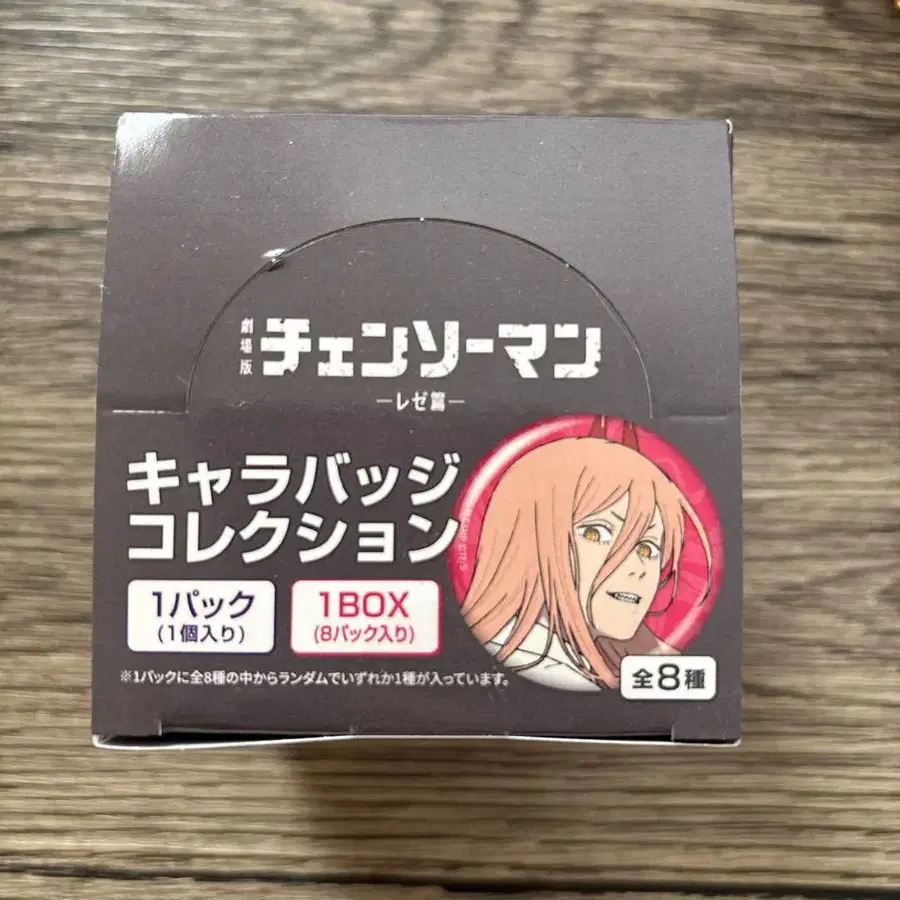 劇場版
チェンソーマン
―レゼ篇―
キャラバッジ
コレクション
1パック
(1個入り)
1BOX
(8パック入り)
※1パックに全8種の中からランダムでいずれか1種が入っています。
全8種